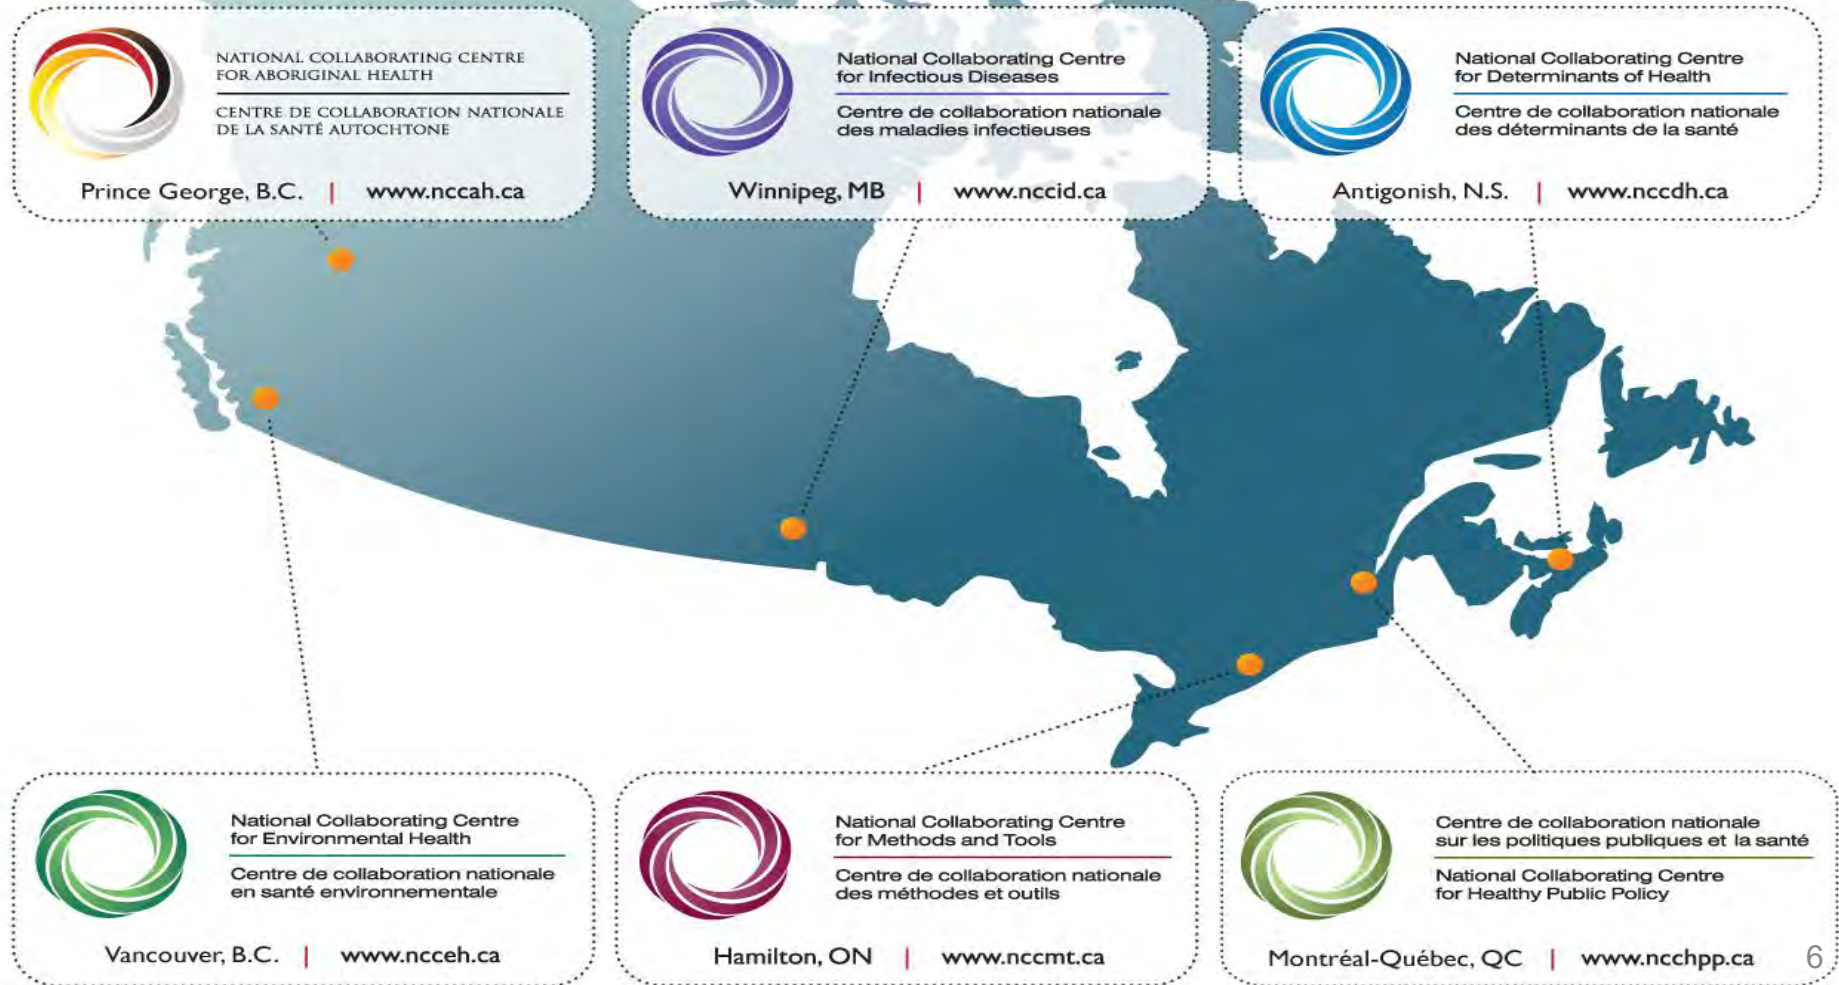 NATIONAL COLLABORATING CENTRE
FOR ABORIGINAL HEALTH
CENTRE DE COLLABORATION NATIONALE
DE LA SANTÉ AUTOCHTONE
Prince George, B.C. | www.nccah.ca
National Collaborating Centre
for Infectious Diseases
Centre de collaboration nationale
des maladies infectieuses
Winnipeg, MB | www.nccid.ca
National Collaborating Centre
for Determinants of Health
Centre de collaboration nationale
des déterminants de la santé
Antigonish, N.S. | www.nccdh.ca
National Collaborating Centre
for Environmental Health
Centre de collaboration nationale
en santé environnementale
Vancouver, B.C. | www.ncceh.ca
National Collaborating Centre
for Methods and Tools
Centre de collaboration nationale
des méthodes et outils
Hamilton, ON | www.nccmt.ca
Centre de collaboration nationale
sur les politiques publiques et la santé
National Collaborating Centre
for Healthy Public Policy
Montréal-Québec, QC | www.ncchpp.ca
6